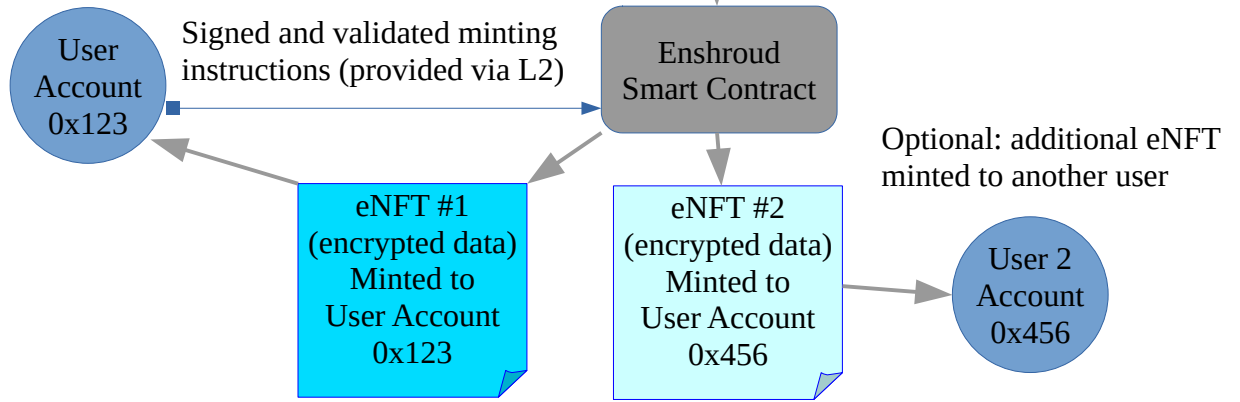 User
Account
0x123
Signed and validated minting
instructions (provided via L2)
Enshroud
Smart Contract
Optional: additional eNFT
minted to another user
eNFT #1
(encrypted data)
Minted to
User Account
0x123
eNFT #2
(encrypted data)
Minted to
User Account
0x456
User 2
Account
0x456